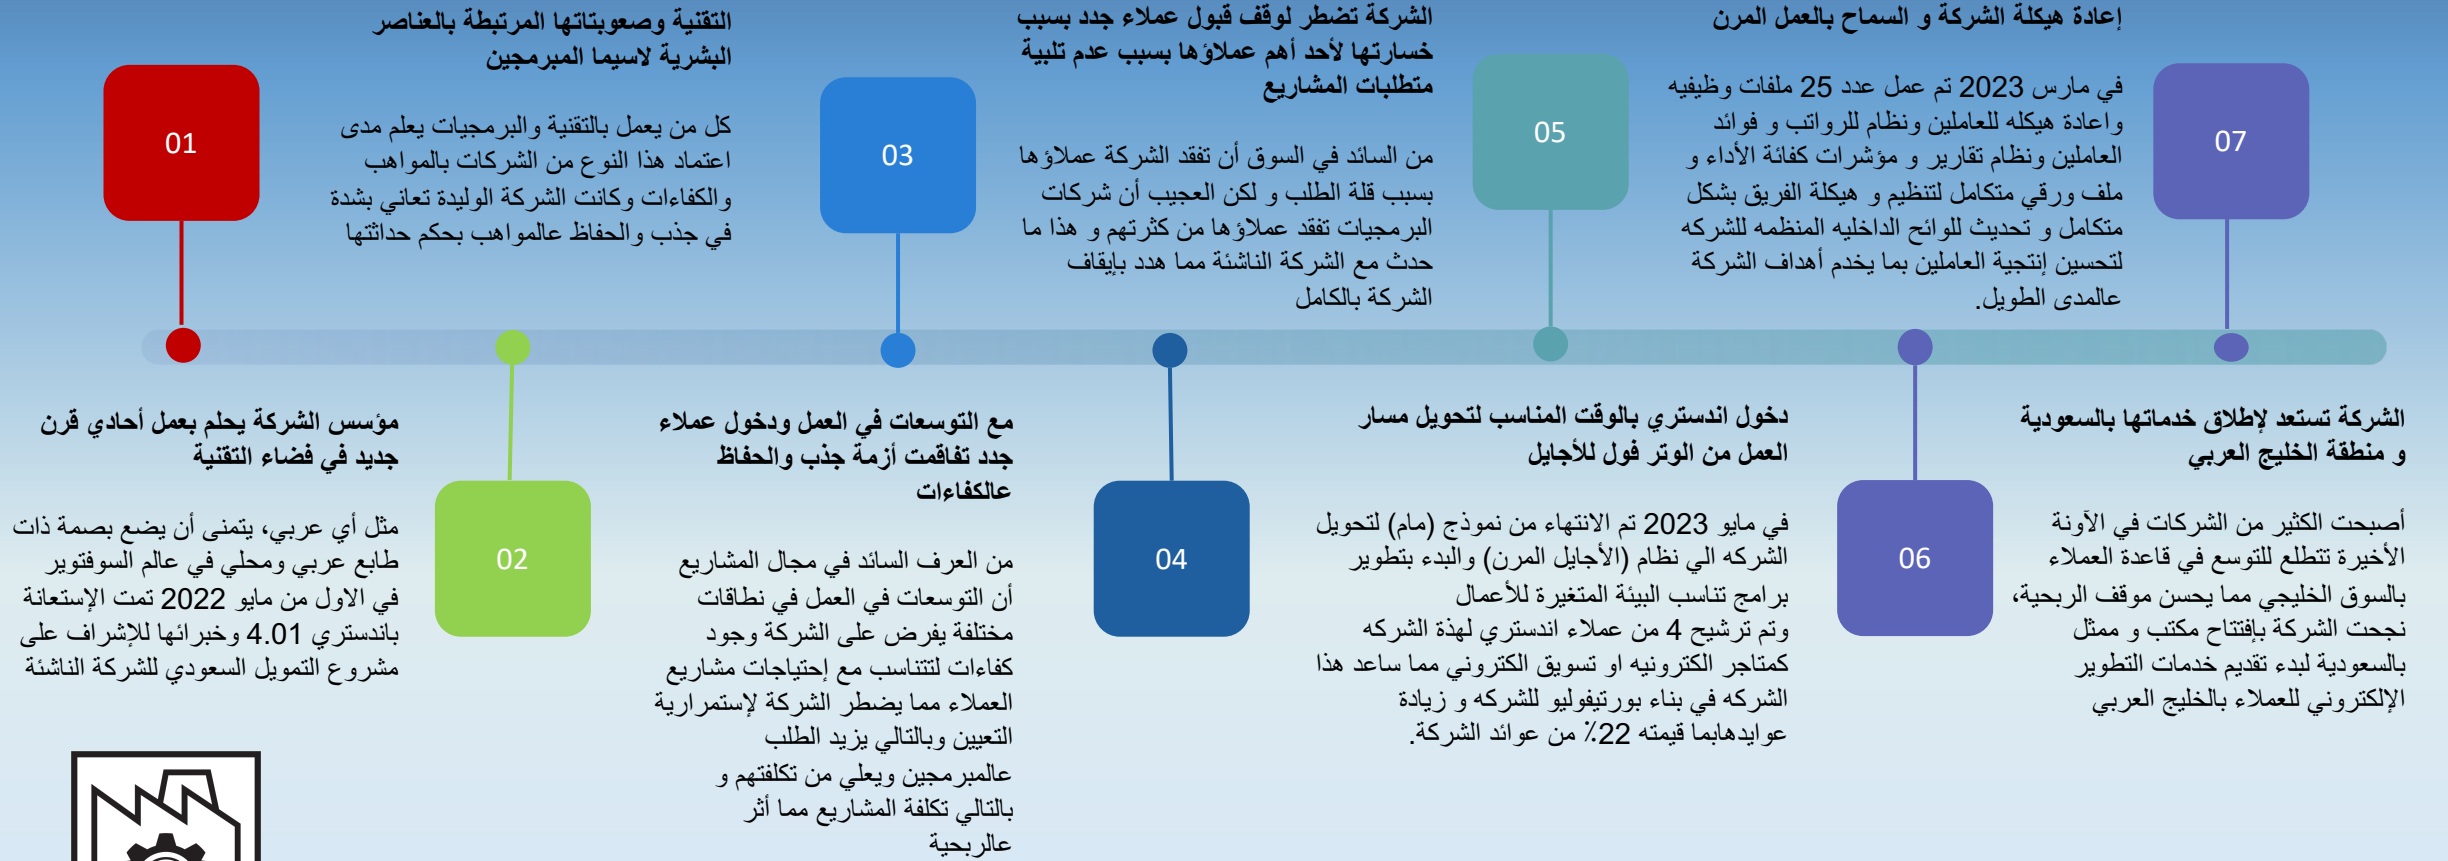 01
مؤسس الشركة يحلم بعمل أحادي قرن
جديد في فضاء التقنية
مثل أي عربي، يتمنى أن يضع بصمة ذات
طابع عربي ومحلي في عالم السوفتوير
في الاول من مايو 2022 تمت الإستعانة
باندستري 4.01 وخبرائها للإشراف على
مشروع التمويل السعودي للشركة الناشئة
02
التقنية وصعوبتاتها المرتبطة بالعناصر
البشرية لاسيما المبرمجين
كل من يعمل بالتقنية والبرمجيات يعلم مدى
اعتماد هذا النوع من الشركات بالمواهب
والكفاءات وكانت الشركة الوليدة تعاني بشدة
في جذب والحفاظ عالمواهب بحكم حداثتها
03
مع التوسعات في العمل ودخول عملاء
جدد تفاقمت أزمة جذب والحفاظ
عالكفاءات
من العرف السائد في مجال المشاريع
أن التوسعات في العمل في نطاقات
مختلفة يفرض على الشركة وجود
كفاءات لتتناسب مع إحتياجات مشاريع
العملاء مما يضطر الشركة لإستمرارية
التعيين وبالتالي يزيد الطلب
عالمبرمجين ويعلي من تكلفتهم و
بالتالي تكلفة المشاريع مما أثر
عالربحية
04
الشركة تضطر لوقف قبول عملاء جدد بسبب
خسارتها لأحد أهم عملاؤها بسبب عدم تلبية
متطلبات المشاريع
من السائد في السوق أن تفقد الشركة عملاؤها
بسبب قلة الطلب و لكن العجيب أن شركات
البرمجيات تفقد عملاؤها من كثرتهم و هذا ما
حدث مع الشركة الناشئة مما هدد بإيقاف
الشركة بالكامل
05
دخول اندستري بالوقت المناسب لتحويل مسار
العمل من الوتر فول للأجايل
في مايو 2023 تم الانتهاء من نموذج (مام) لتحويل
الشركه الي نظام (الأجايل المرن) والبدء بتطوير
برامج تناسب البيئة المتغيرة للأعمال
وتم ترشيح 4 من عملاء اندستري لهذة الشركه
كمتاجر الكترونيه او تسويق الكتروني مما ساعد هذا
الشركه في بناء بورتيفوليو للشركه و زيادة
عوايدهابما قيمته 22٪ من عوائد الشركة.
06
إعادة هيكلة الشركة و السماح بالعمل المرن
في مارس 2023 تم عمل عدد 25 ملفات وظيفيه
واعادة هيكله للعاملين ونظام للرواتب و فوائد
العاملين ونظام تقارير و مؤشرات كفائة الأداء و
ملف ورقي متكامل لتنظيم و هيكلة الفريق بشكل
متكامل و تحديث للوائح الداخليه المنظمه للشركه
لتحسين إنتجية العاملين بما يخدم أهداف الشركة
عالمدى الطويل.
07
الشركة تستعد لإطلاق خدماتها بالسعودية
و منطقة الخليج العربي
أصبحت الكثير من الشركات في الآونة
الأخيرة تتطلع للتوسع في قاعدة العملاء
بالسوق الخليجي مما يحسن موقف الربحية،
نجحت الشركة بإفتتاح مكتب و ممثل
بالسعودية لبدء تقديم خدمات التطوير
الإلكتروني للعملاء بالخليج العربي